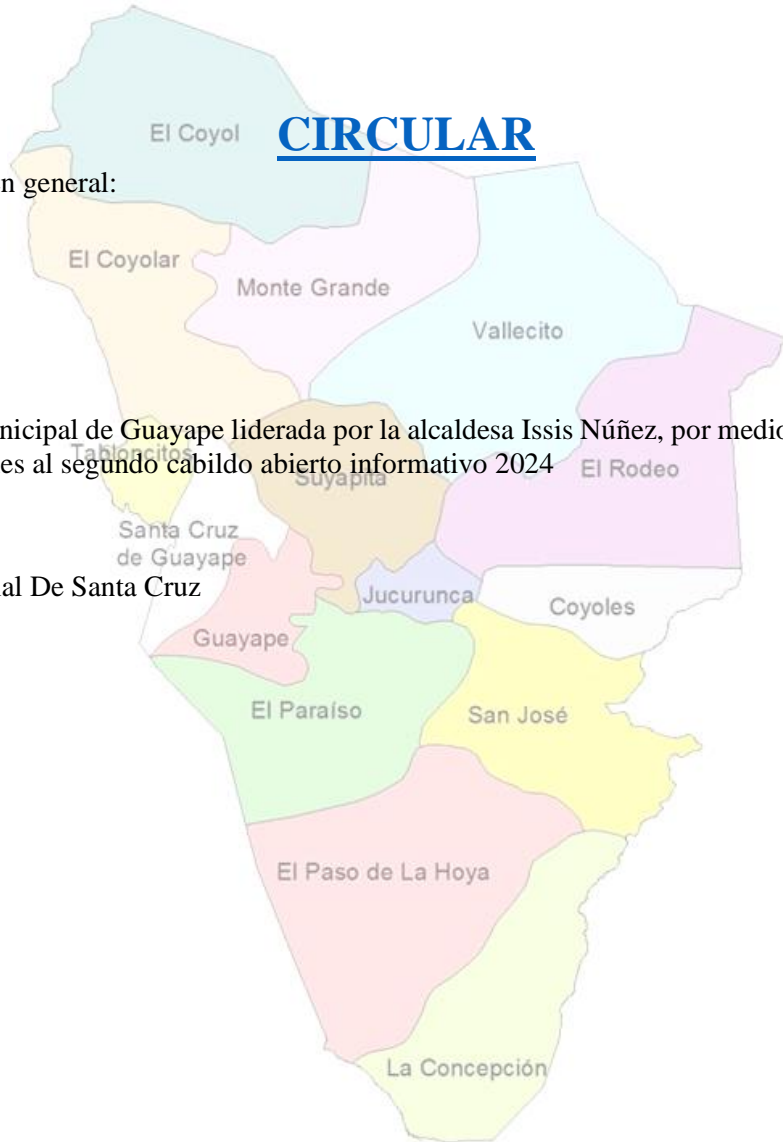 El Coyol
CIRCULAR
n general:
El Coyolar
Monte Grande
Vallecito
nicipal de Guayape liderada por la alcaldesa Issis Núñez, por medio
Tabloncitos
es al segundo cabildo abierto informativo 2024
El Rodeo
Suyapita
Santa Cruz
de Guayape
al De Santa Cruz
Jucurunca
Coyoles
Guayape
El Paraíso
San José
El Paso de La Hoya
La Concepción